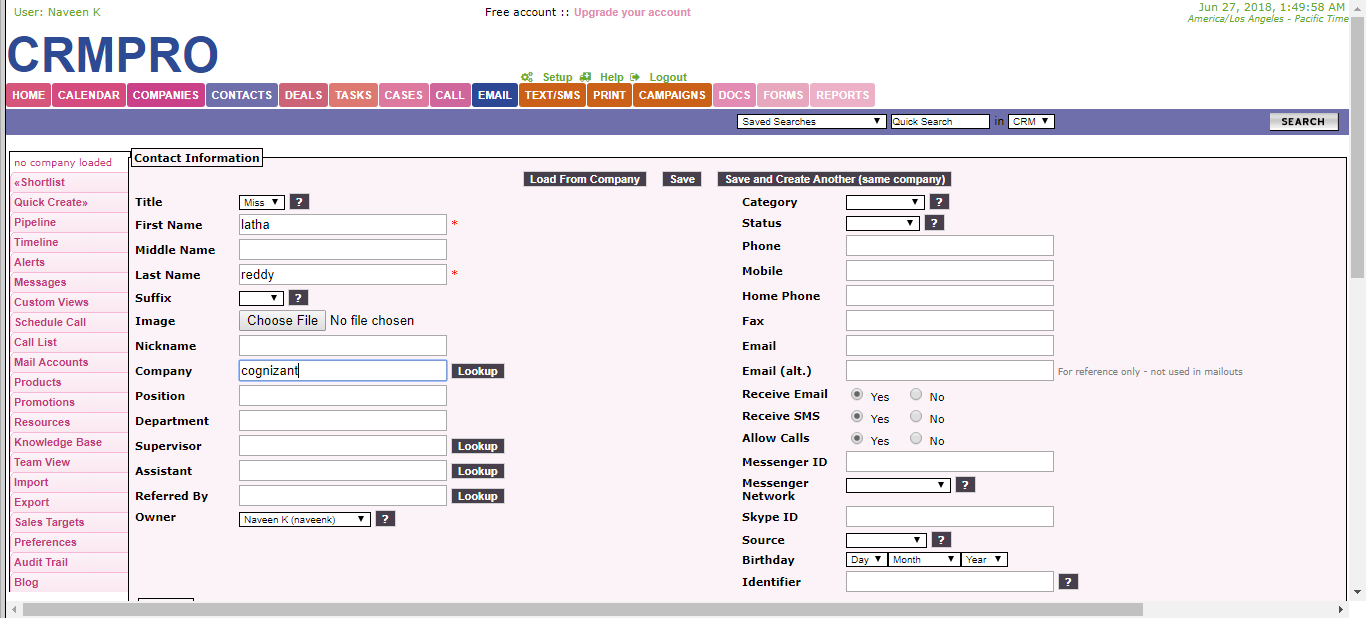 User: Naveen K
Free account :: Upgrade your account
Jun 27, 2018, 1:49:58 AM
America/Los Angeles - Pacific Time
CRMPRO
Setup Help Logout
HOME CALENDAR COMPANIES CONTACTS DEALS TASKS CASES CALL EMAIL TEXT/SMS PRINT CAMPAIGNS DOCS FORMS REPORTS
Saved Searches Quick Search in CRM SEARCH
no company loaded
«Shortlist
Quick Create»
Pipeline
Timeline
Alerts
Messages
Custom Views
Schedule Call
Call List
Mail Accounts
Products
Promotions
Resources
Knowledge Base
Team View
Import
Export
Sales Targets
Preferences
Audit Trail
Blog
Contact Information
Load From Company Save Save and Create Another (same company)
Title Miss ?
First Name latha *
Middle Name
Last Name reddy *
Suffix ?
Image Choose File No file chosen
Nickname
Company cognizant Lookup
Position
Department
Supervisor Lookup
Assistant Lookup
Referred By Lookup
Owner Naveen K (naveenk) ?
Category ?
Status ?
Phone
Mobile
Home Phone
Fax
Email
Email (alt.) For reference only - not used in mailouts
Receive Email Yes No
Receive SMS Yes No
Allow Calls Yes No
Messenger ID
Messenger
Network ?
Skype ID
Source ?
Birthday Day Month Year
Identifier ?